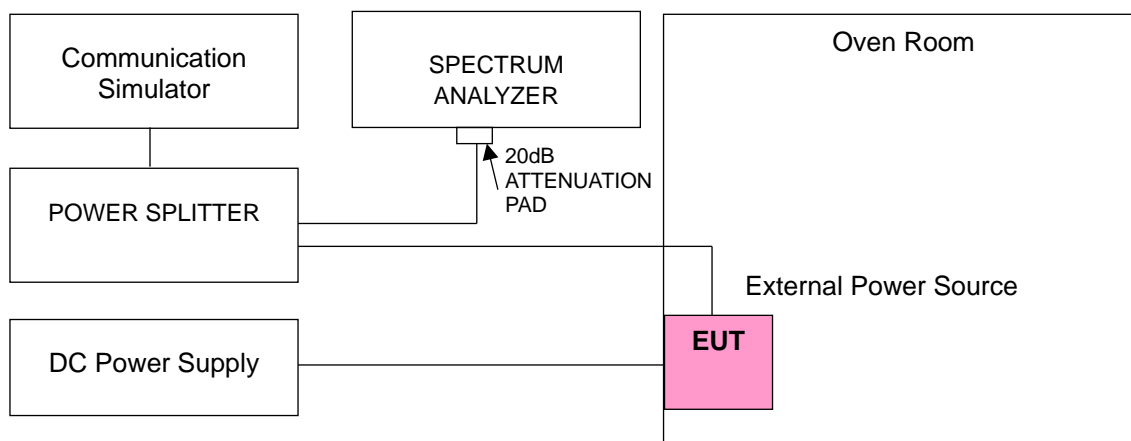 Communication
Simulator
SPECTRUM
ANALYZER
Oven Room
20dB
ATTENUATION
PAD
POWER SPLITTER
External Power Source
EUT
DC Power Supply